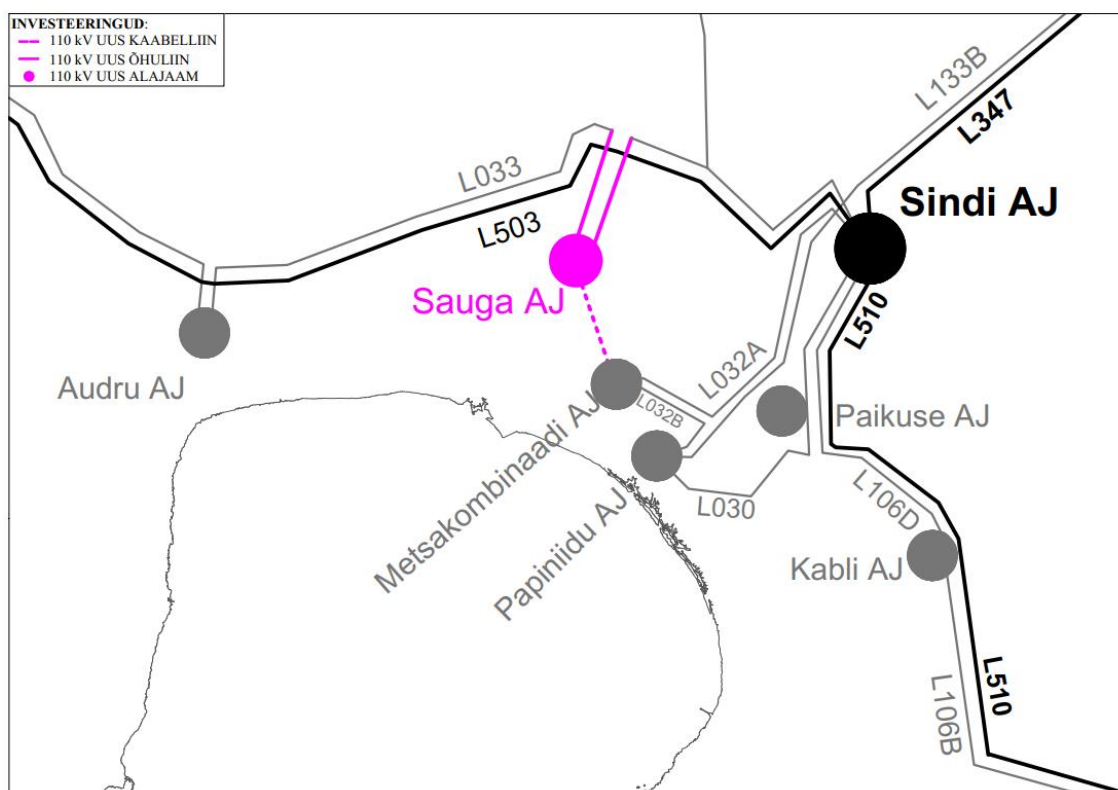 INVESTEERINGUD:
110 kV UUS KAABELLIIN
110 kV UUS ÕHULIIN
110 kV UUS ALAJAAM
L133B
L347
L033
L503
Sindi AJ
Sauga AJ
L510
Audru AJ
L032A
L032B
Paikuse AJ
Metsakombinaadi AJ
L030
L106D
Papiniidu AJ
Kabli AJ
L510
L106B